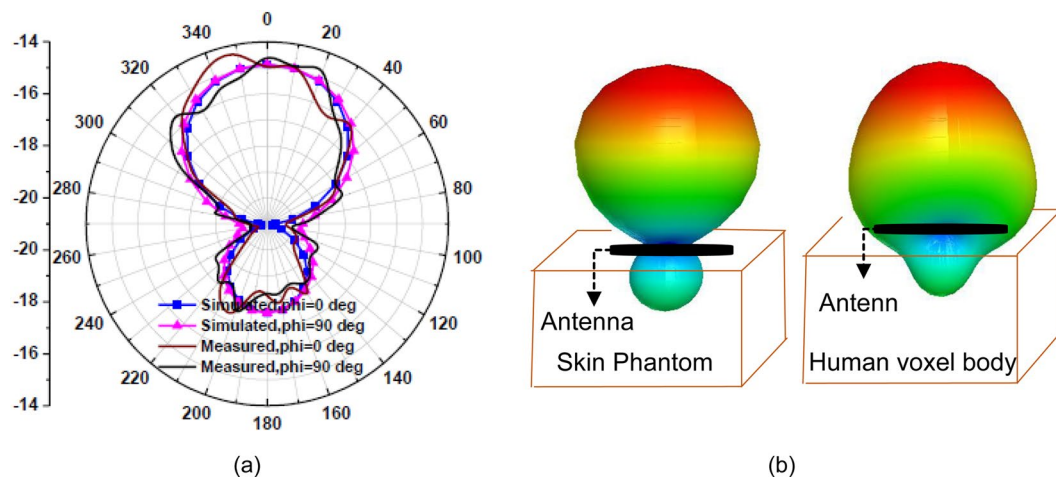 0
340
20
320
40
300
60
280
80
260
100
240
120
220
140
200
160
180
-14
-16
-18
-20
-20
-18
-16
-14
Simulated,phi=0 deg
Simulated,phi=90 deg
Measured,phi=0 deg
Measured,phi=90 deg
(a)
Antenna
Skin Phantom
Antenn
Human voxel body
(b)